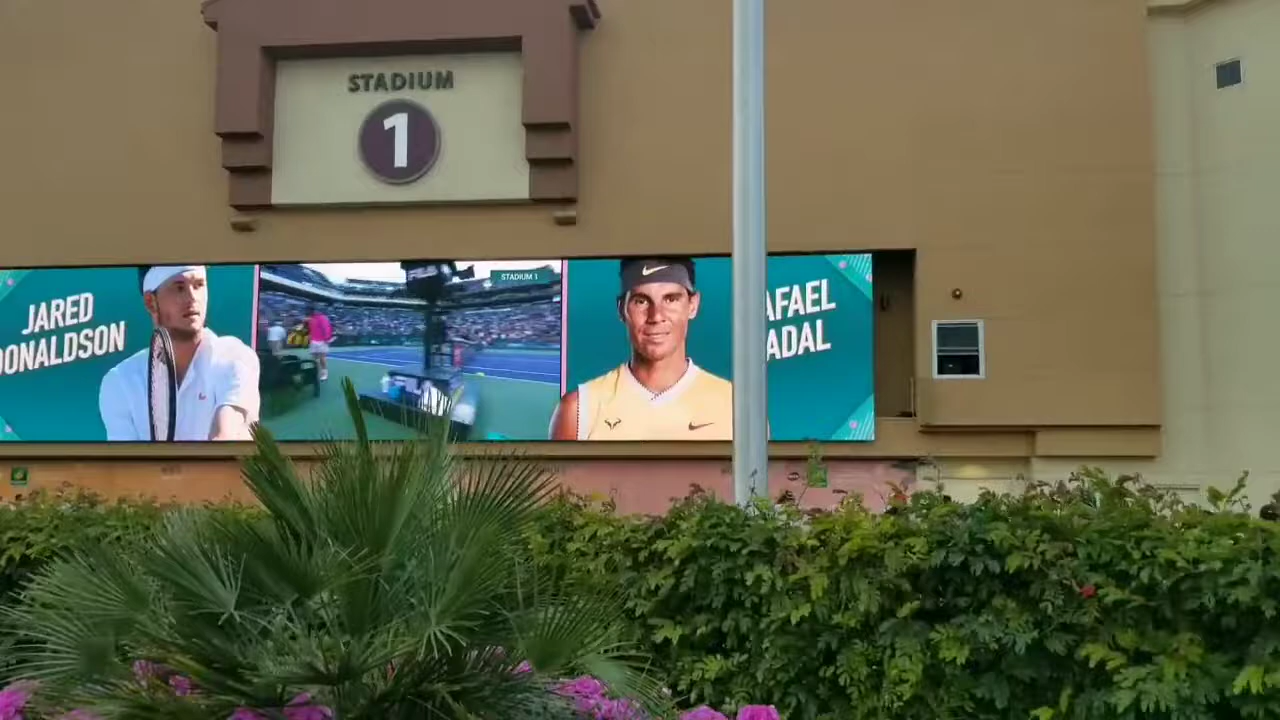 STADIUM
1
JARED
DONALDSON
STADIUM 1
AFAEL
ADAL